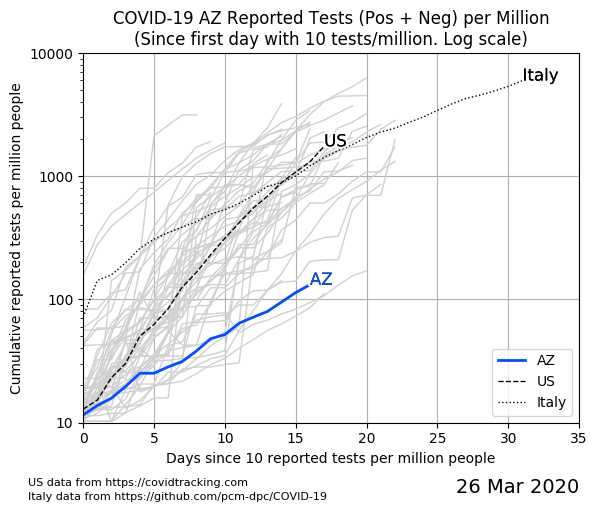 COVID-19 AZ Reported Tests (Pos + Neg) per Million
(Since first day with 10 tests/million. Log scale)
Cumulative reported tests per million people
10000
1000
100
10
Italy
US
AZ
AZ
US
Italy
0 5 10 15 20 25 30 35
Days since 10 reported tests per million people
US data from https://covidtracking.com
Italy data from https://github.com/pcm-dpc/COVID-19
26 Mar 2020